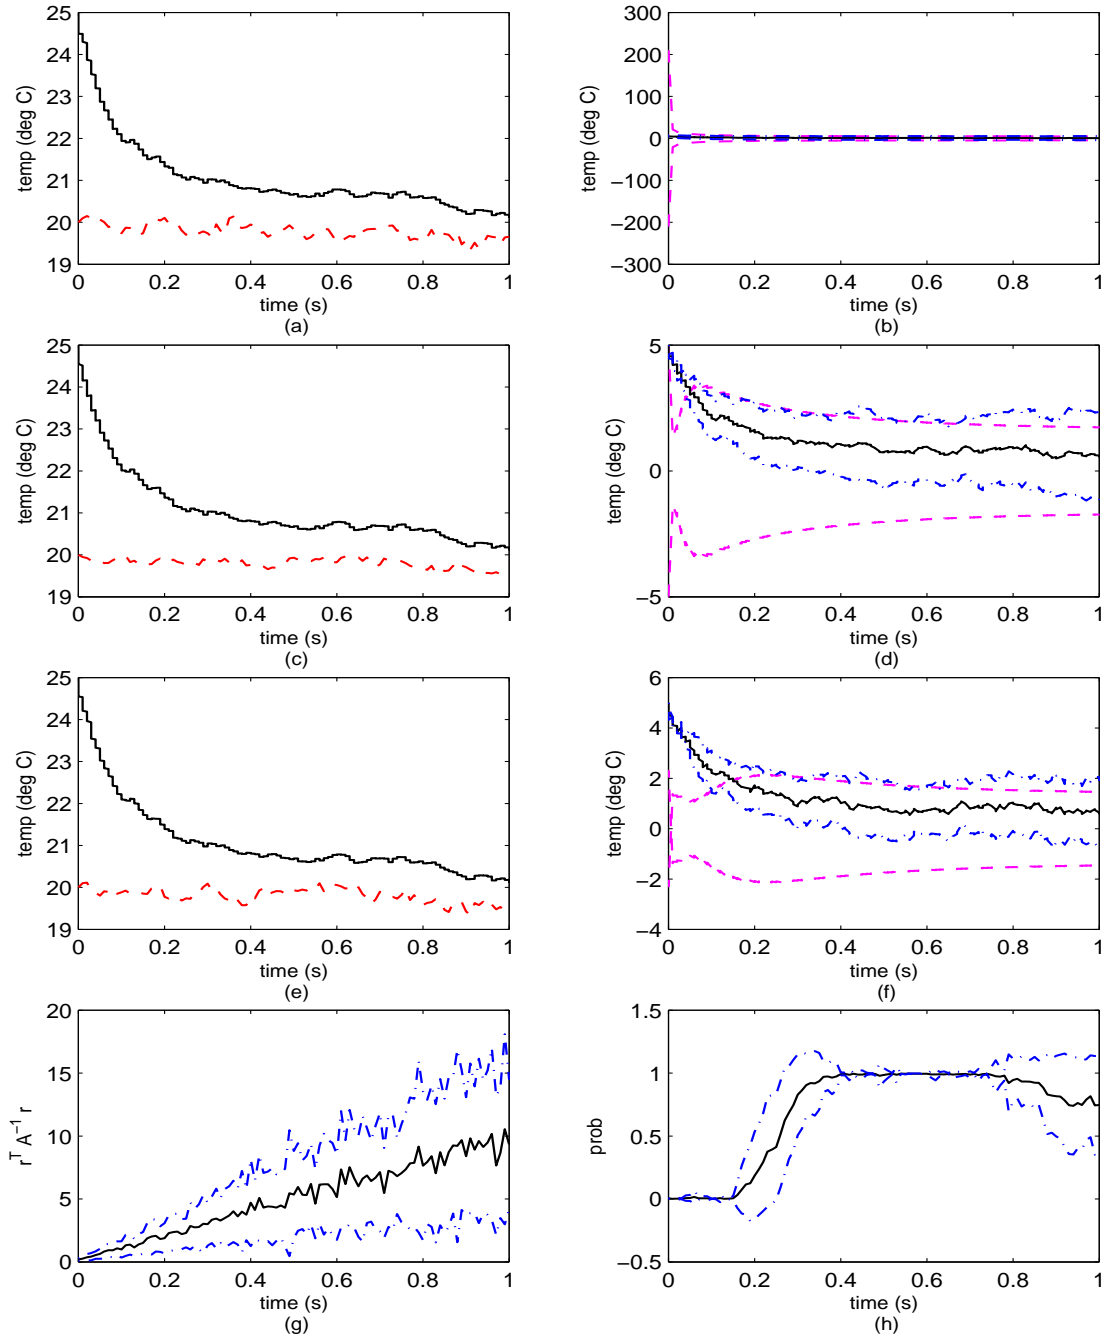 25
24
23
22
21
20
19
temp (deg C)
0 0.2 0.4 0.6 0.8 1
time (s)
(a)
300
200
100
0
−100
−200
−300
temp (deg C)
0 0.2 0.4 0.6 0.8 1
time (s)
(b)
25
24
23
22
21
20
19
temp (deg C)
0 0.2 0.4 0.6 0.8 1
time (s)
(c)
5
0
−5
temp (deg C)
0 0.2 0.4 0.6 0.8 1
time (s)
(d)
25
24
23
22
21
20
19
temp (deg C)
0 0.2 0.4 0.6 0.8 1
time (s)
(e)
6
4
2
0
−2
−4
temp (deg C)
0 0.2 0.4 0.6 0.8 1
time (s)
(f)
20
15
10
5
0
r^T A^−1 r
0 0.2 0.4 0.6 0.8 1
time (s)
(g)
1.5
1
0.5
0
−0.5
prob
0 0.2 0.4 0.6 0.8 1
time (s)
(h)